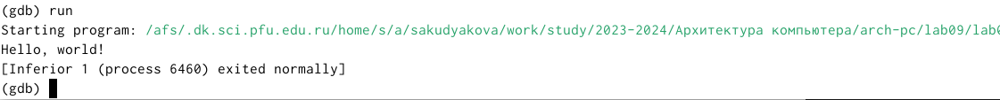 (gdb) run
Starting program: /afs/.dk.sci.pfu.edu.ru/home/s/a/sakudyakova/work/study/2023-2024/Архитектура компьютера/arch-pc/lab09/lab
Hello, world!
[Inferior 1 (process 6460) exited normally]
(gdb)